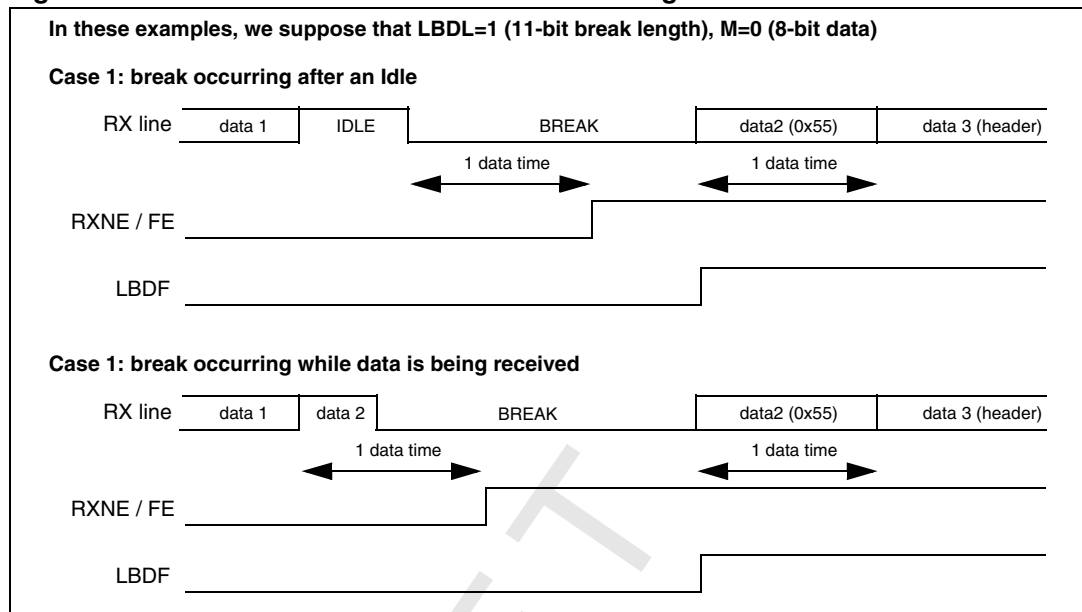 In these examples, we suppose that LBDL=1 (11-bit break length), M=0 (8-bit data)
Case 1: break occurring after an Idle
RX line data 1 IDLE BREAK data2 (0x55) data 3 (header)
1 data time 1 data time
RXNE / FE
LBDF
Case 1: break occurring while data is being received
RX line data 1 data 2 BREAK data2 (0x55) data 3 (header)
1 data time 1 data time
RXNE / FE
LBDF